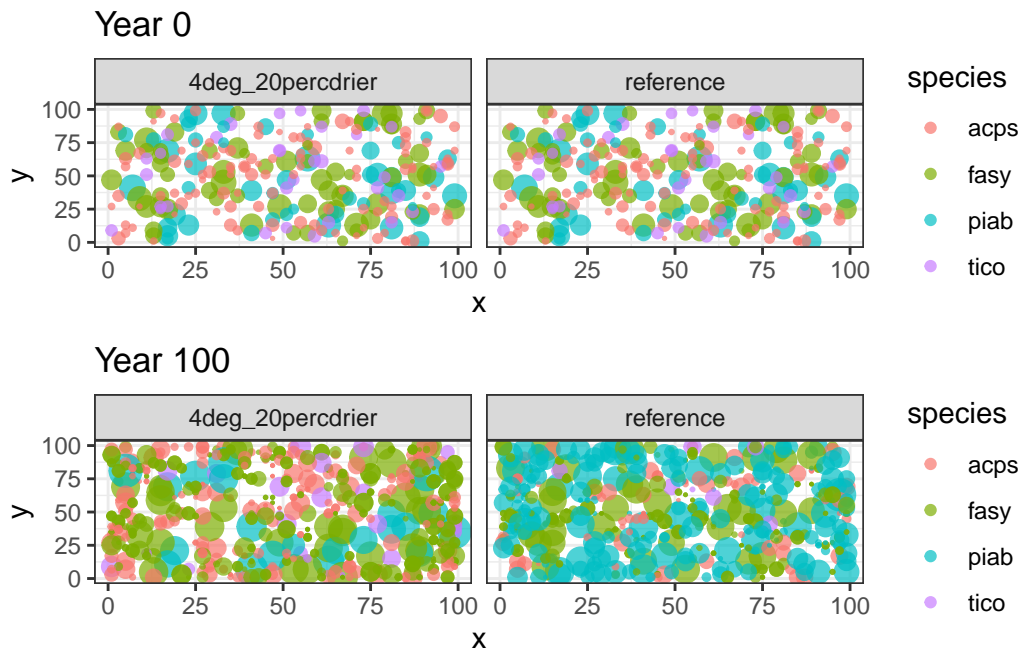 Year 0
4deg_20percdrier reference
100
75
50
25
0
y
0 25 50 75 100 0 25 50 75 100
x
species
acps
fasy
piab
tico
Year 100
4deg_20percdrier reference
100
75
50
25
0
y
0 25 50 75 100 0 25 50 75 100
x
species
acps
fasy
piab
tico